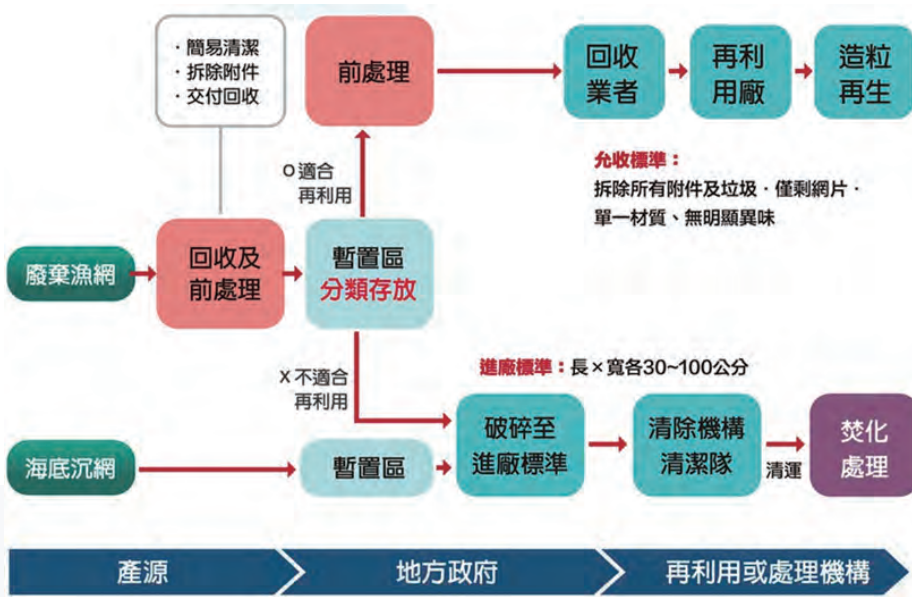 · 簡易清潔
· 拆除附件
· 交付回收
前處理
回收
業者
再利
用廠
造粒
再生
O 適合
再利用
允收標準：
拆除所有附件及垃圾．僅剩網片．
單一材質、無明顯異味
廢棄漁網
回收及
前處理
暫置區
分類存放
X 不適合
再利用
進廠標準：長×寬各30~100公分
海底沉網
暫置區
破碎至
進廠標準
清除機構
清潔隊
清運
焚化
處理
產源
地方政府
再利用或處理機構